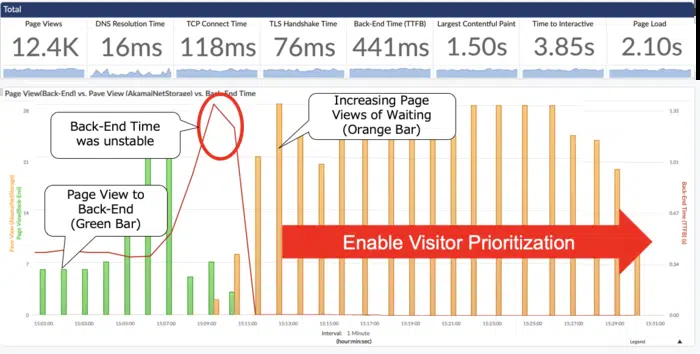 Total
Page Views
DNS Resolution Time
TCP Connect Time
TLS Handshake Time
Back-End Time (TTFB)
Largest Contentful Paint
Time to Interactive
Page Load
12.4K
16ms
118ms
76ms
441ms
1.50s
3.85s
2.10s
Page View(Back-End) vs. Pave View (AkamaiNetStorage) vs. Back-End Time
Back-End Time
was unstable
Increasing Page
Views of Waiting
(Orange Bar)
Page View to
Back-End
(Green Bar)
Enable Visitor Prioritization
Pave View (AkamaiNetStorage)
Page View(Back-End)
28
21
14
7
0
1.33
1.01
0.67
0.34
0.00
Back-End Time (TTFB) (s)
15:01:00 15:03:00 15:05:00 15:07:00 15:09:00 15:11:00 15:13:00 15:15:00 15:17:00 15:19:00 15:21:00 15:23:00 15:25:00 15:27:00 15:29:00 15:31:00
Interval: 1 Minute
(hour:min:sec)
Legend